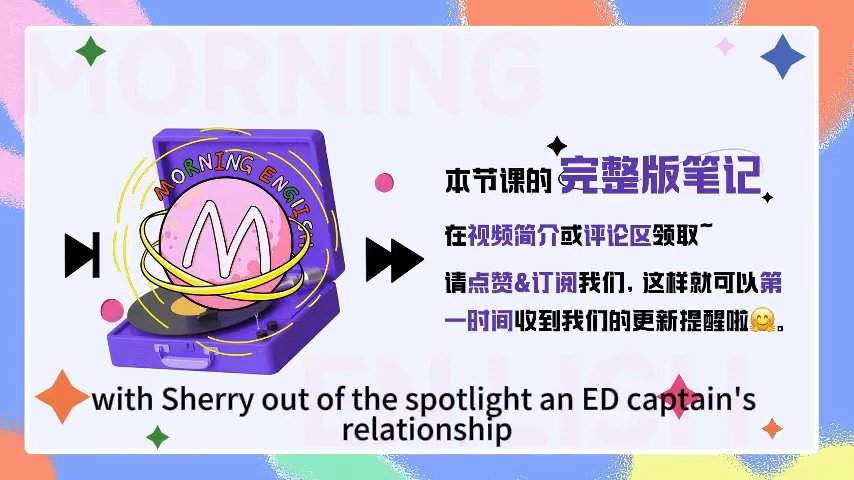 MORNING
MORNING ENGLISH
M
本节课的 完整版笔记
在视频简介或评论区领取~
请点赞&订阅我们，这样就可以第
一时间收到我们的更新提醒啦🤗。
ENGLISH
with Sherry out of the spotlight an ED captain's
relationship